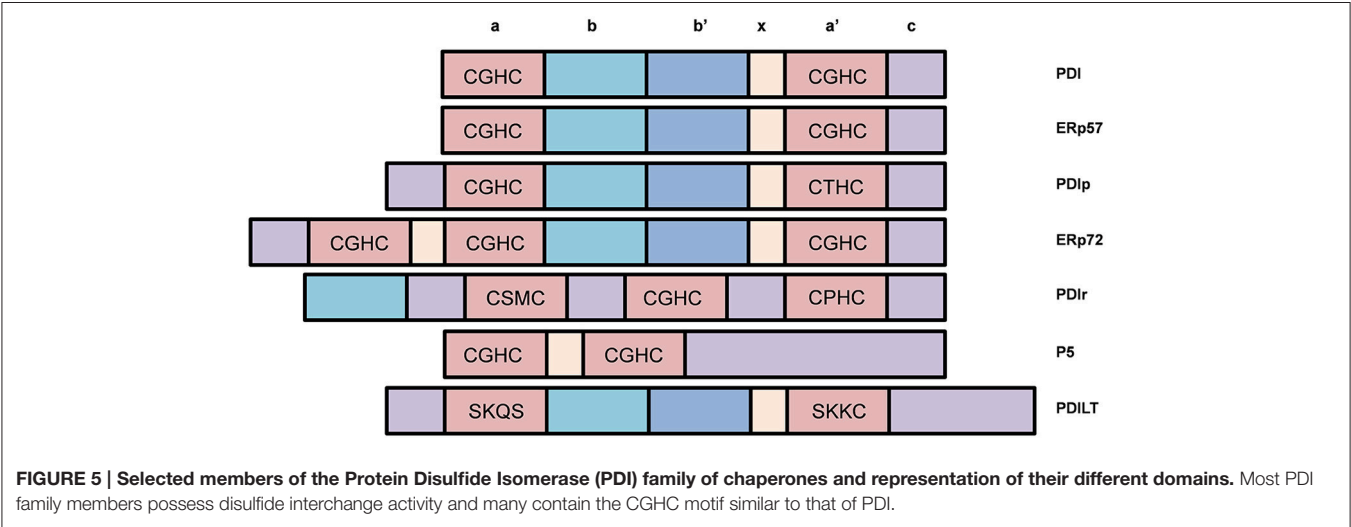 a b b' x a' c
CGHC CGHC PDI
CGHC CGHC ERp57
CGHC CTHC PDIp
CGHC CGHC CGHC ERp72
CSMC CGHC CPHC PDIr
CGHC CGHC P5
SKQS SKKC PDILT
FIGURE 5 | Selected members of the Protein Disulfide Isomerase (PDI) family of chaperones and representation of their different domains. Most PDI
family members possess disulfide interchange activity and many contain the CGHC motif similar to that of PDI.